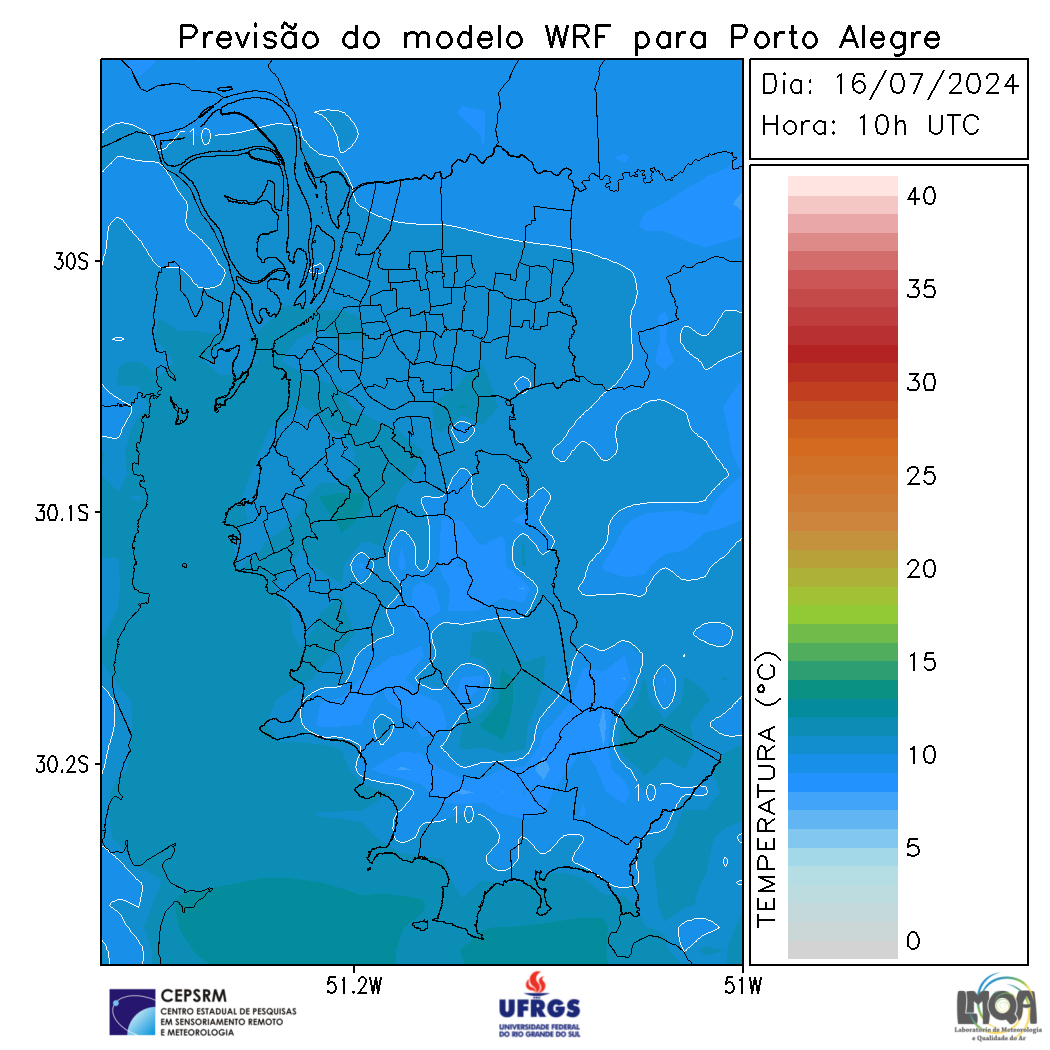 Previsão do modelo WRF para Porto Alegre
Dia: 16/07/2024
Hora: 10h UTC
10
30S
30.1S
30.2S
10
10
51.2W
51W
40
35
30
25
20
15
10
5
0
TEMPERATURA (°C)
CEPSRM
CENTRO ESTADUAL DE PESQUISAS
EM SENSORIAMENTO REMOTO
E METEOROLOGIA
UFRGS
UNIVERSIDADE FEDERAL
DO RIO GRANDE DO SUL
LMQA
Laboratório de Meteorologia
e Qualidade do Ar